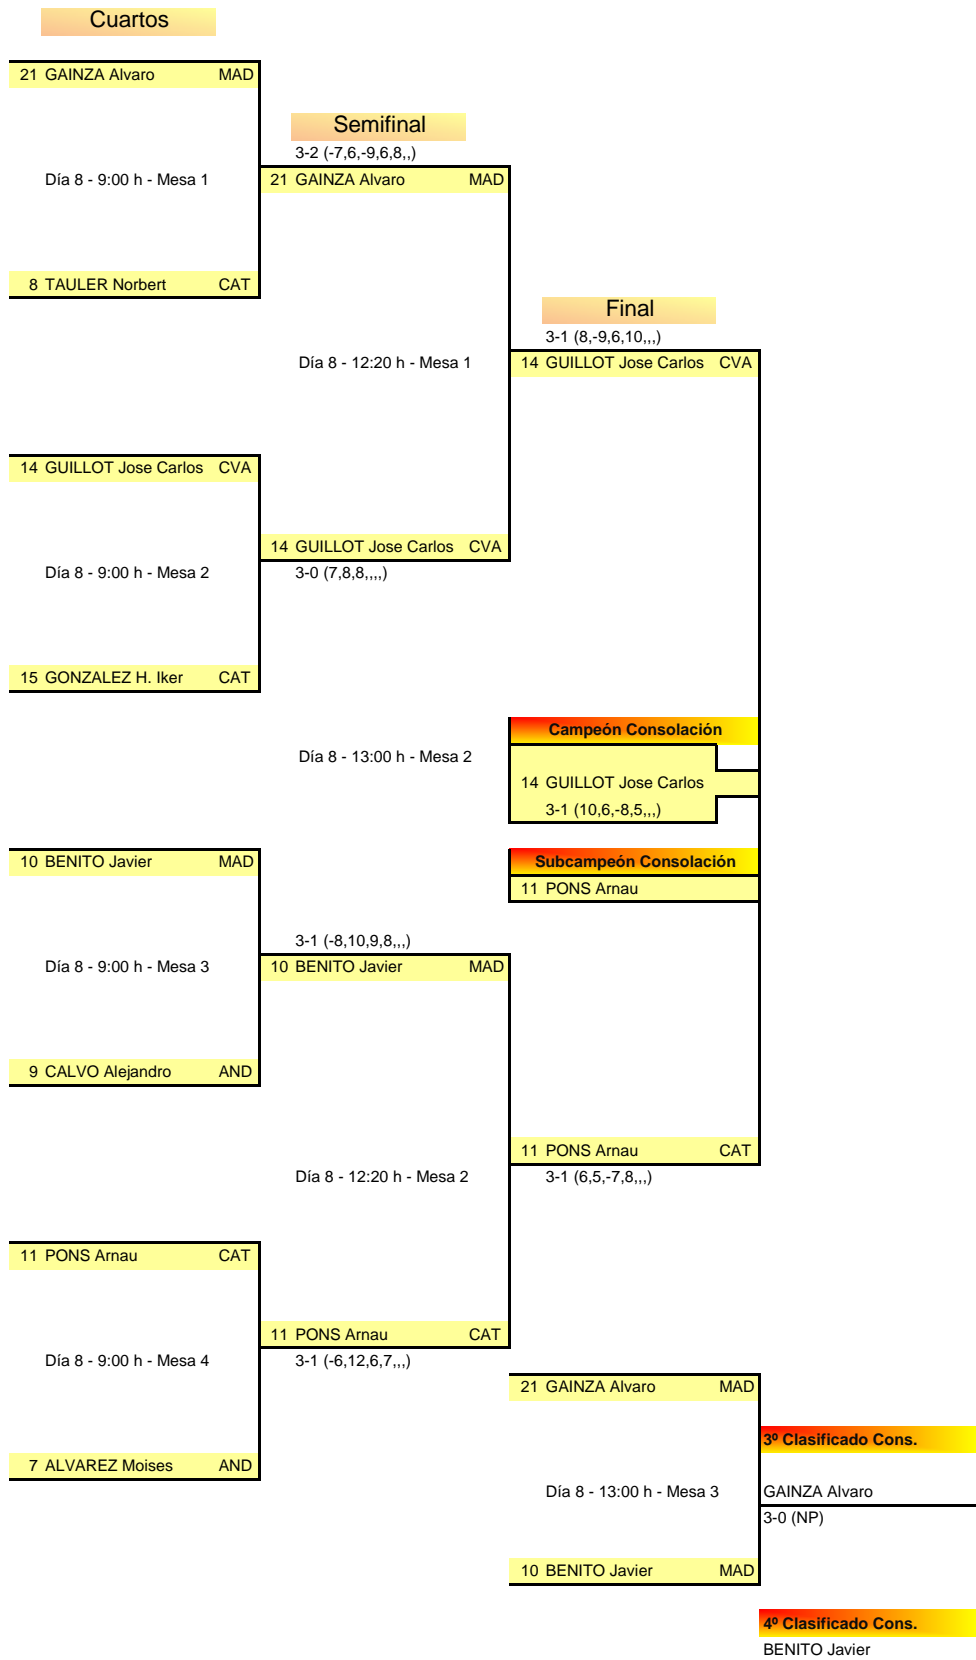 Cuartos
21 GAINZA Alvaro MAD
Semifinal
3-2 (-7,6,-9,6,8,,)
Día 8 - 9:00 h - Mesa 1
21 GAINZA Alvaro MAD
8 TAULER Norbert CAT
Final
3-1 (8,-9,6,10,,,)
Día 8 - 12:20 h - Mesa 1
14 GUILLOT Jose Carlos CVA
14 GUILLOT Jose Carlos CVA
14 GUILLOT Jose Carlos CVA
Día 8 - 9:00 h - Mesa 2
3-0 (7,8,8,,,,)
15 GONZALEZ H. Iker CAT
Campeón Consolación
Día 8 - 13:00 h - Mesa 2
14 GUILLOT Jose Carlos
3-1 (10,6,-8,5,,,)
10 BENITO Javier MAD
Subcampeón Consolación
11 PONS Arnau
3-1 (-8,10,9,8,,,)
Día 8 - 9:00 h - Mesa 3
10 BENITO Javier MAD
9 CALVO Alejandro AND
11 PONS Arnau CAT
Día 8 - 12:20 h - Mesa 2
3-1 (6,5,-7,8,,,)
11 PONS Arnau CAT
11 PONS Arnau CAT
Día 8 - 9:00 h - Mesa 4
3-1 (-6,12,6,7,,,)
21 GAINZA Alvaro MAD
3º Clasificado Cons.
7 ALVAREZ Moises AND
Día 8 - 13:00 h - Mesa 3
GAINZA Alvaro
3-0 (NP)
10 BENITO Javier MAD
4º Clasificado Cons.
BENITO Javier